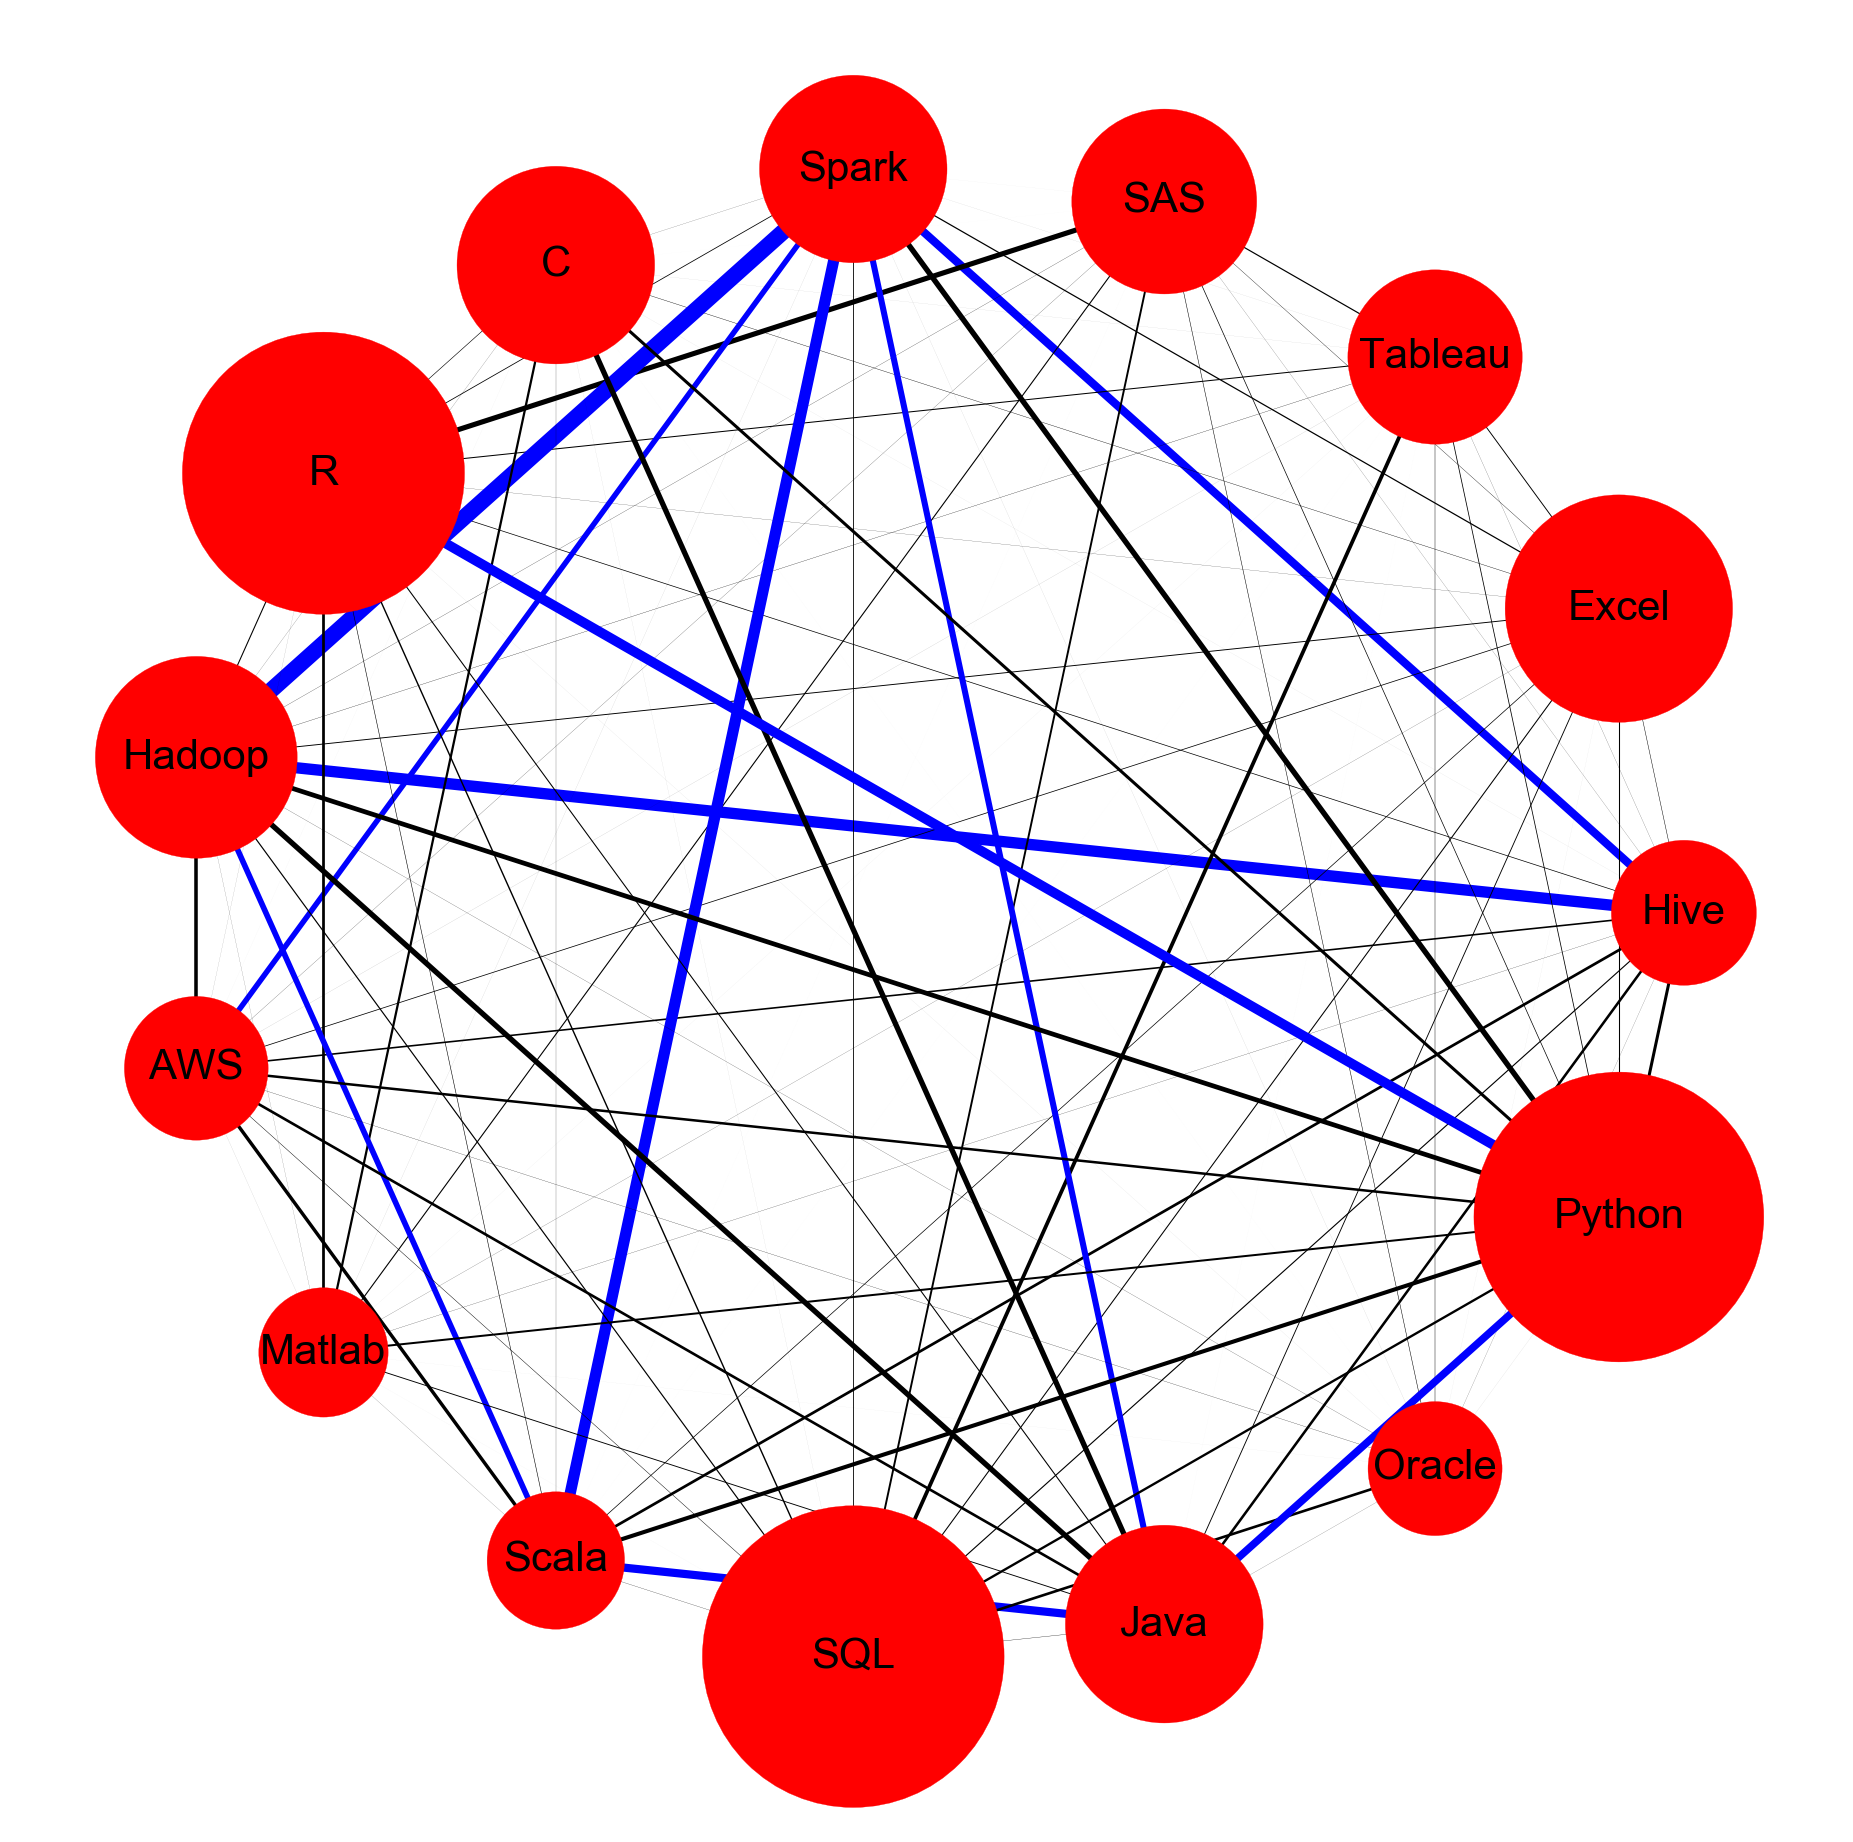 Spark
SAS
C
Tableau
R
Excel
Hadoop
Hive
AWS
Python
Matlab
Oracle
Scala
Java
SQL